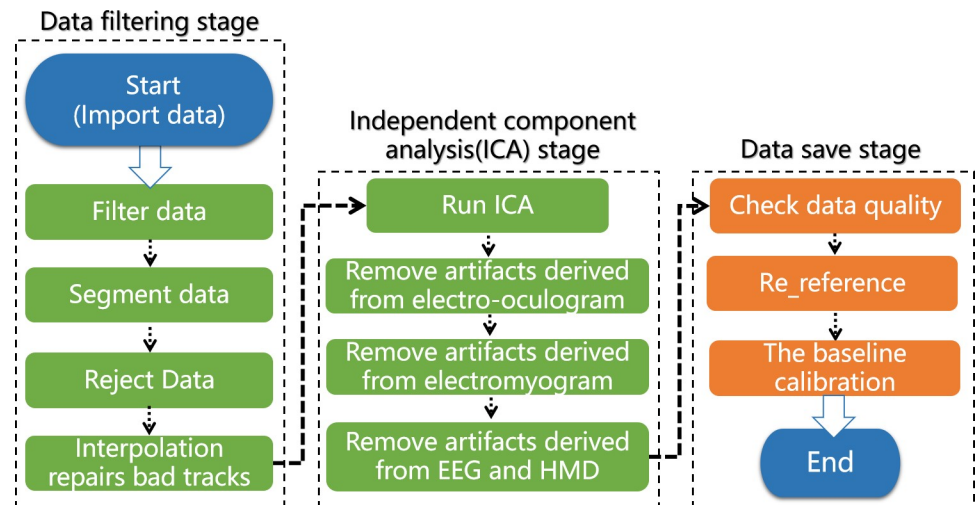 Data filtering stage
Start
(Import data)
Filter data
Segment data
Reject Data
Interpolation
repairs bad tracks
Independent component
analysis(ICA) stage
Run ICA
Remove artifacts derived
from electro-oculogram
Remove artifacts derived
from electromyogram
Remove artifacts derived
from EEG and HMD
Data save stage
Check data quality
Re_reference
The baseline
calibration
End